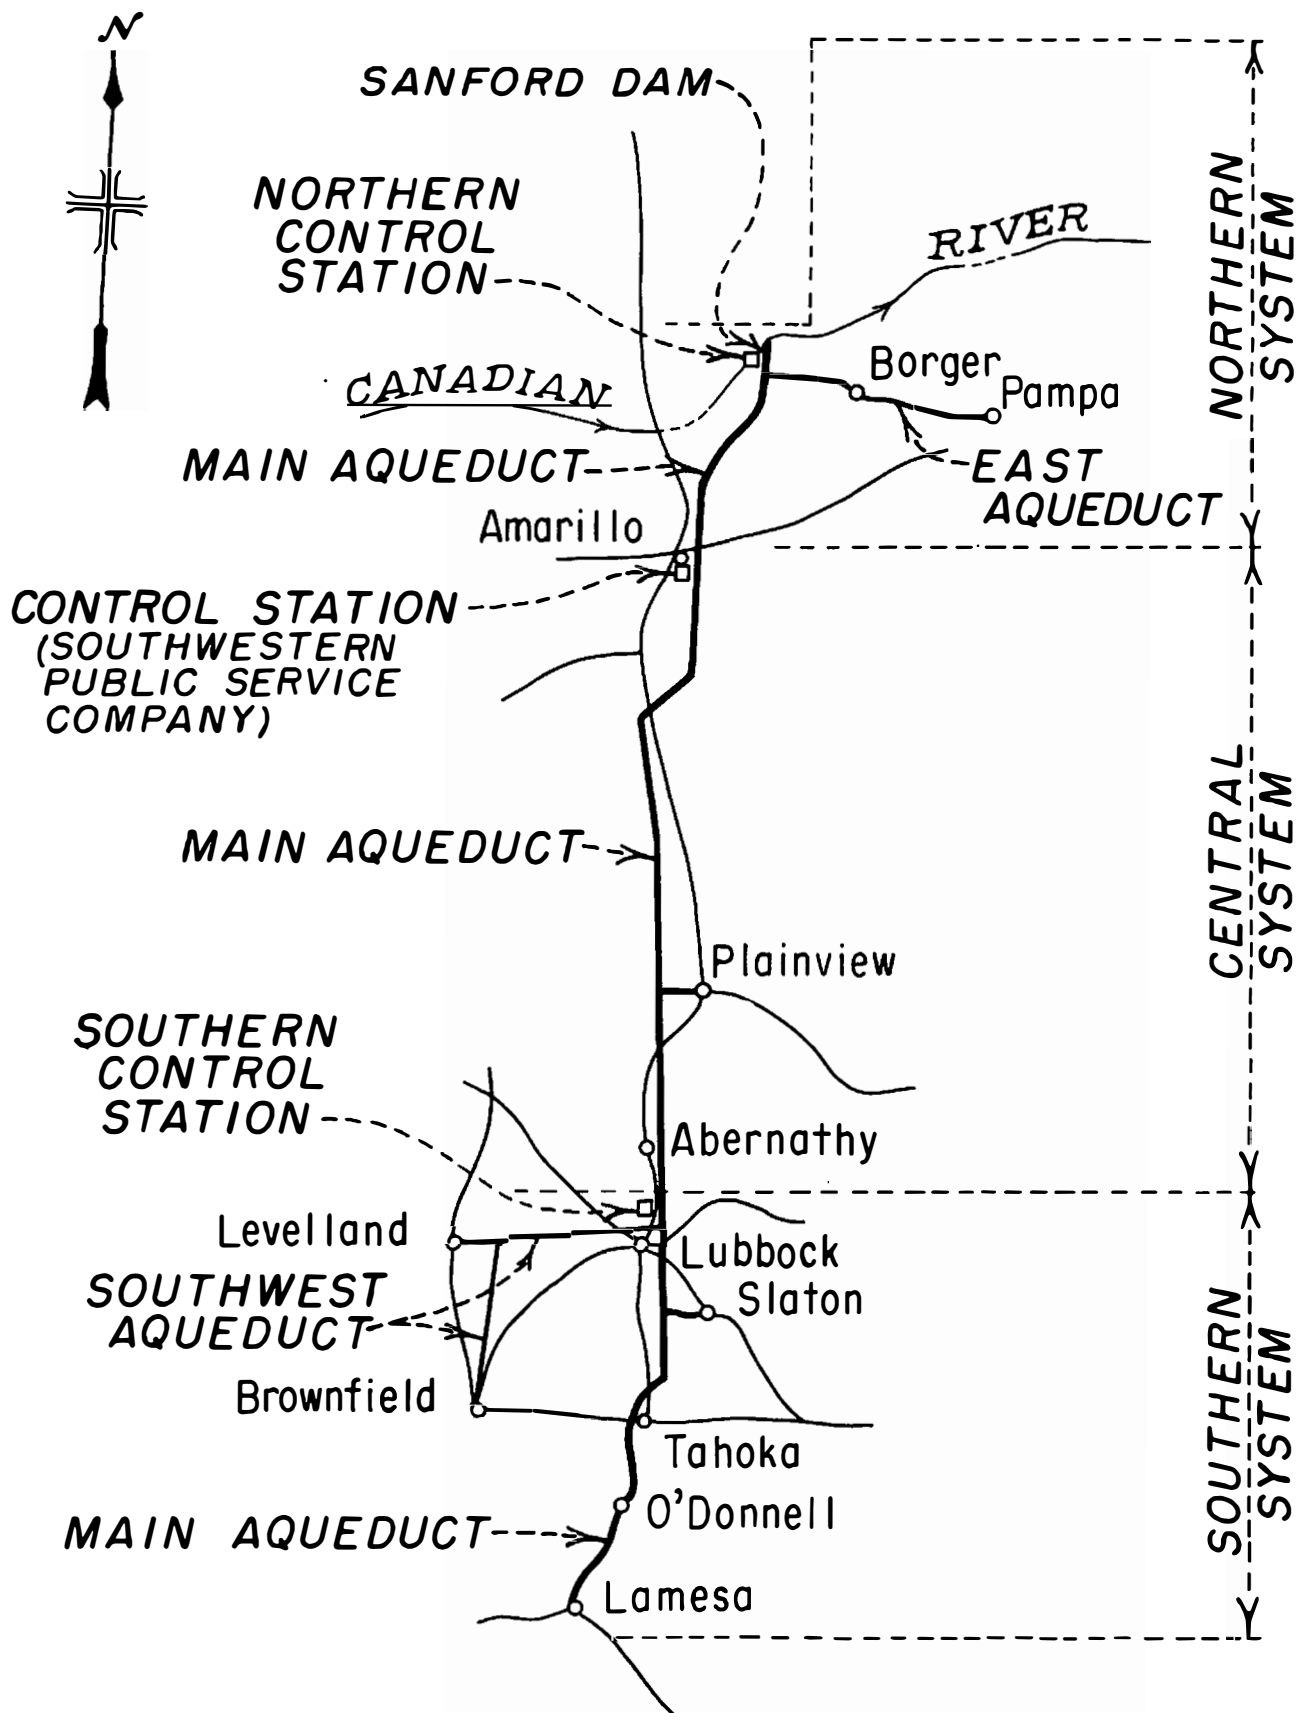 N
SANFORD DAM
NORTHERN
CONTROL
STATION
RIVER
CANADIAN
Borger
Pampa
MAIN AQUEDUCT
EAST
AQUEDUCT
Amarillo
CONTROL STATION
(SOUTHWESTERN
PUBLIC SERVICE
COMPANY)
MAIN AQUEDUCT
Plainview
SOUTHERN
CONTROL
STATION
Abernathy
Levelland
Lubbock
SOUTHWEST
AQUEDUCT
Slaton
Brownfield
Tahoka
O'Donnell
MAIN AQUEDUCT
Lamesa
NORTHERN
SYSTEM
CENTRAL
SYSTEM
SOUTHERN
SYSTEM